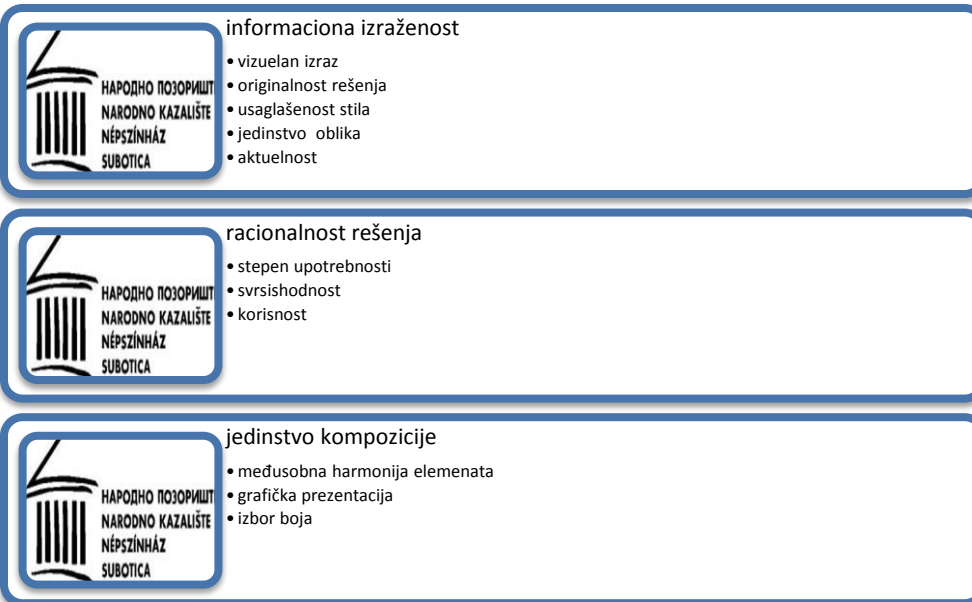 informaciona izraženost
• vizuelan izraz
• originalnost rešenja
• usaglašenost stila
• jedinstvo oblika
• aktuelnost
НАРОДНО ПОЗОРИШТ
NARODNO KAZALIŠTE
NÉPSZÍNHÁZ
SUBOTICA
racionalnost rešenja
• stepen upotrebnosti
• svrsishodnost
• korisnost
НАРОДНО ПОЗОРИШТ
NARODNO KAZALIŠTE
NÉPSZÍNHÁZ
SUBOTICA
jedinstvo kompozicije
• međusobna harmonija elemenata
• grafička prezentacija
• izbor boja
НАРОДНО ПОЗОРИШТ
NARODNO KAZALIŠTE
NÉPSZÍNHÁZ
SUBOTICA